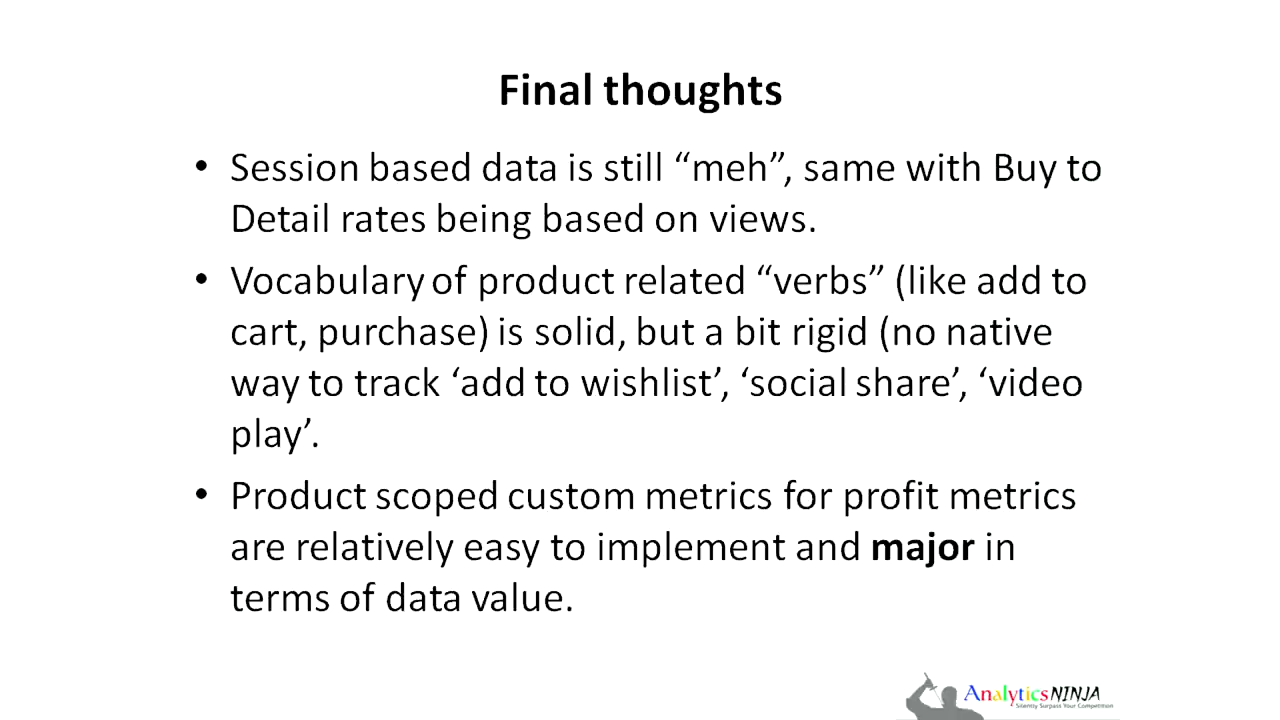 Final thoughts
• Session based data is still “meh”, same with Buy to
Detail rates being based on views.
• Vocabulary of product related “verbs” (like add to
cart, purchase) is solid, but a bit rigid (no native
way to track ‘add to wishlist’, ‘social share’, ‘video
play’.
• Product scoped custom metrics for profit metrics
are relatively easy to implement and major in
terms of data value.
AnalyticsNINJA
Silently Surpass Your Competition